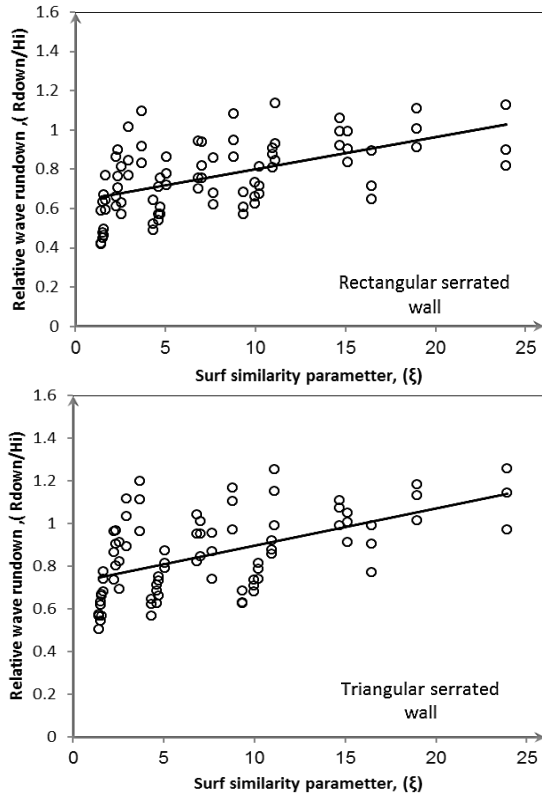 1.6
1.4
1.2
1
0.8
0.6
0.4
0.2
0
Relative wave rundown ,( Rdown/Hi)
Rectangular serrated
wall
0 5 10 15 20 25
Surf similarity parametter, (ξ)
1.6
1.4
1.2
1
0.8
0.6
0.4
0.2
0
Relative wave rundown ,( Rdown/Hi)
Triangular serrated
wall
0 5 10 15 20 25
Surf similarity parametter, (ξ)